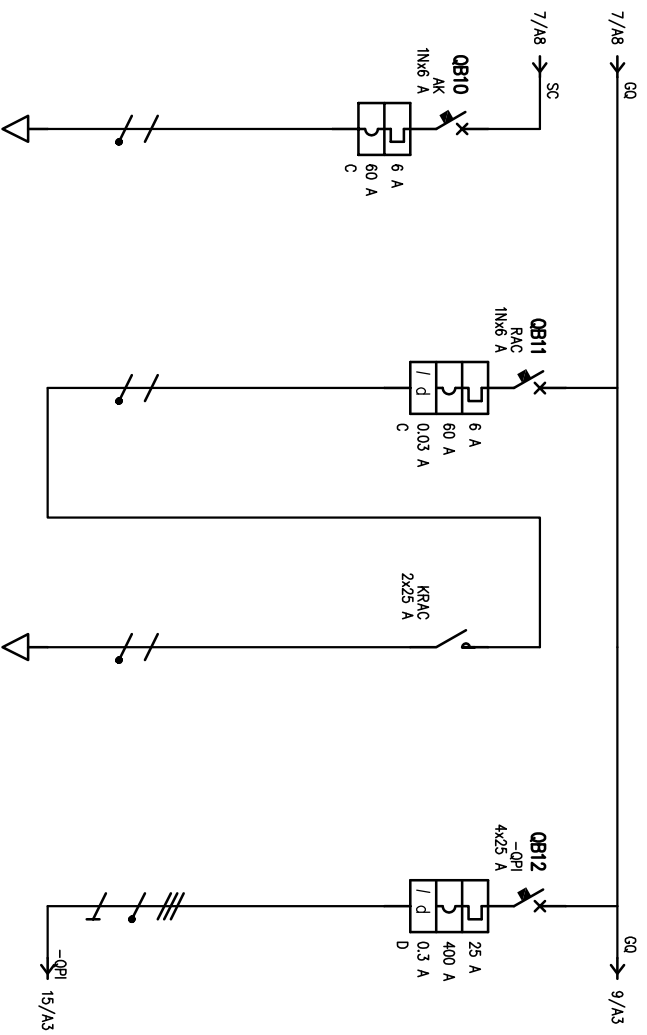 7/A8
GQ
GQ
9/A3
7/A8
SC
QB10
AK
1Nx6 A
6 A
60 A
C
QB11
RAC
1Nx6 A
6 A
60 A
I d
0.03 A
C
KRAC
2x25 A
QB12
-QPI
4x25 A
25 A
400 A
I d
0.3 A
D
-QPI
15/A3